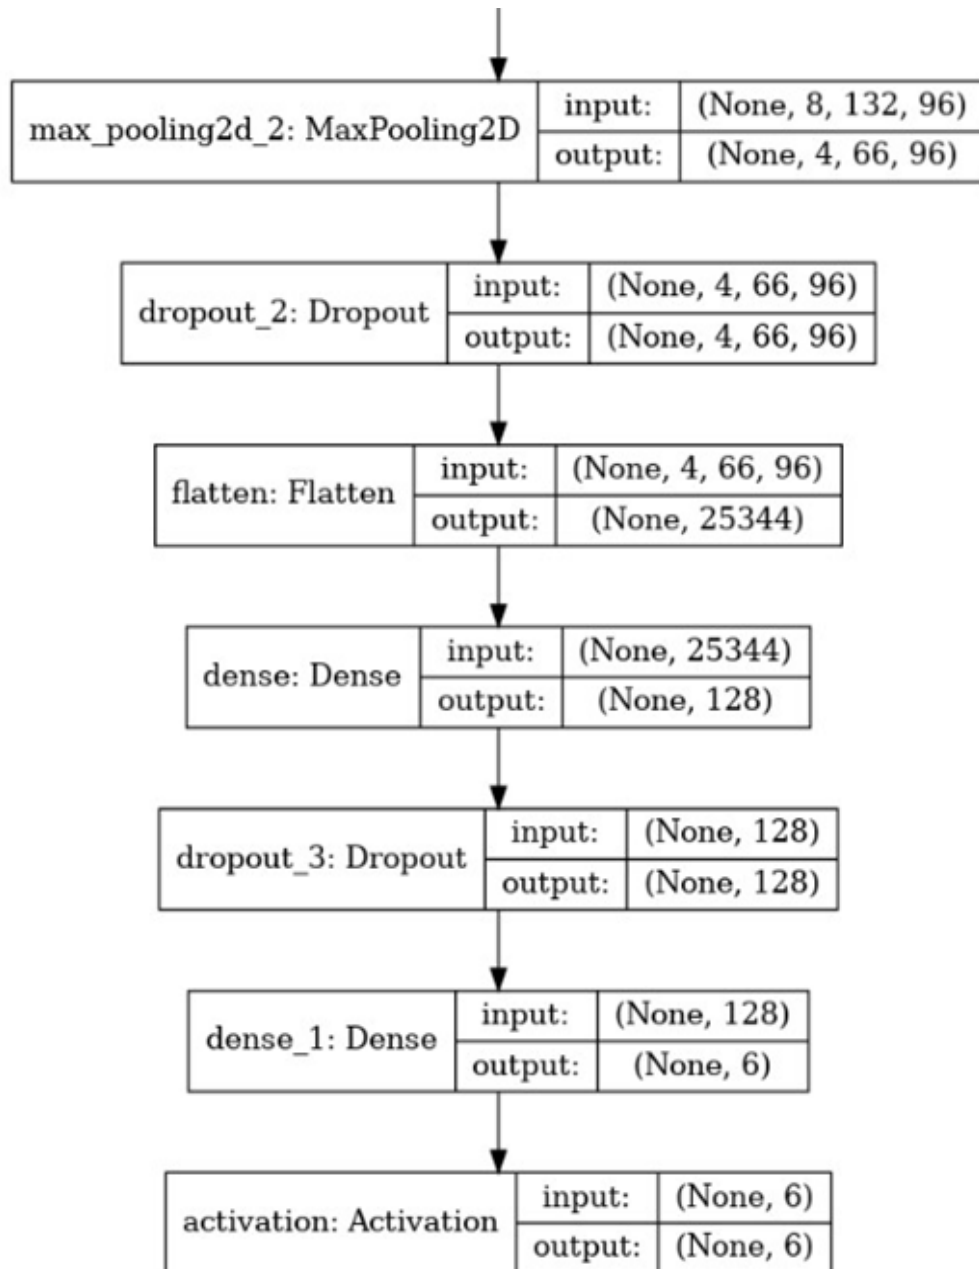 max_pooling2d_2: MaxPooling2D
input: (None, 8, 132, 96)
output: (None, 4, 66, 96)
dropout_2: Dropout
input: (None, 4, 66, 96)
output: (None, 4, 66, 96)
flatten: Flatten
input: (None, 4, 66, 96)
output: (None, 25344)
dense: Dense
input: (None, 25344)
output: (None, 128)
dropout_3: Dropout
input: (None, 128)
output: (None, 128)
dense_1: Dense
input: (None, 128)
output: (None, 6)
activation: Activation
input: (None, 6)
output: (None, 6)